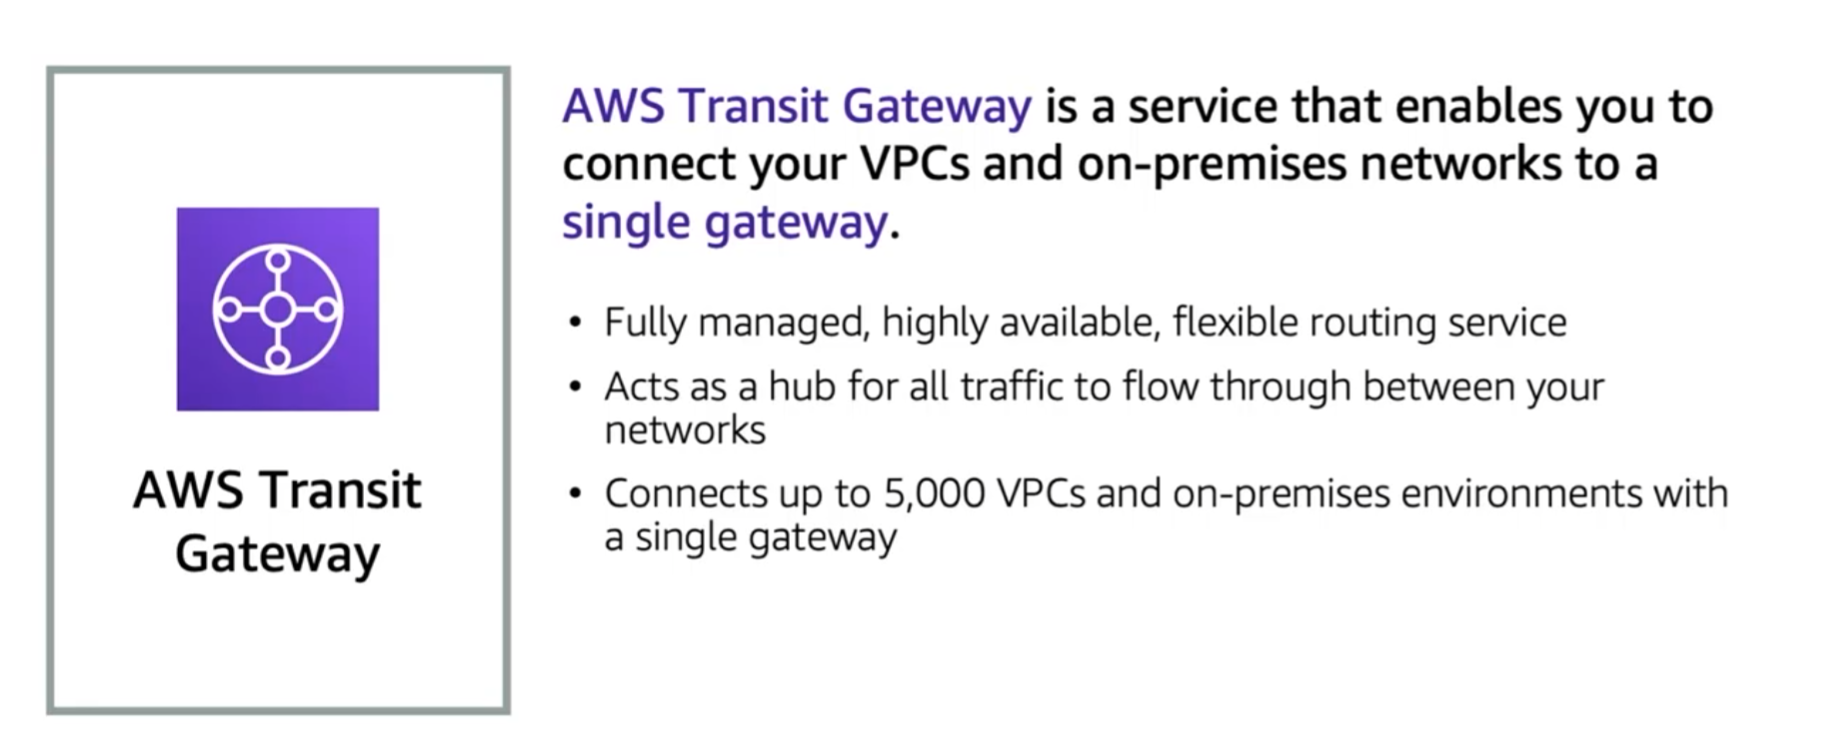 AWS Transit
Gateway
AWS Transit Gateway is a service that enables you to
connect your VPCs and on-premises networks to a
single gateway.
• Fully managed, highly available, flexible routing service
• Acts as a hub for all traffic to flow through between your
networks
• Connects up to 5,000 VPCs and on-premises environments with
a single gateway